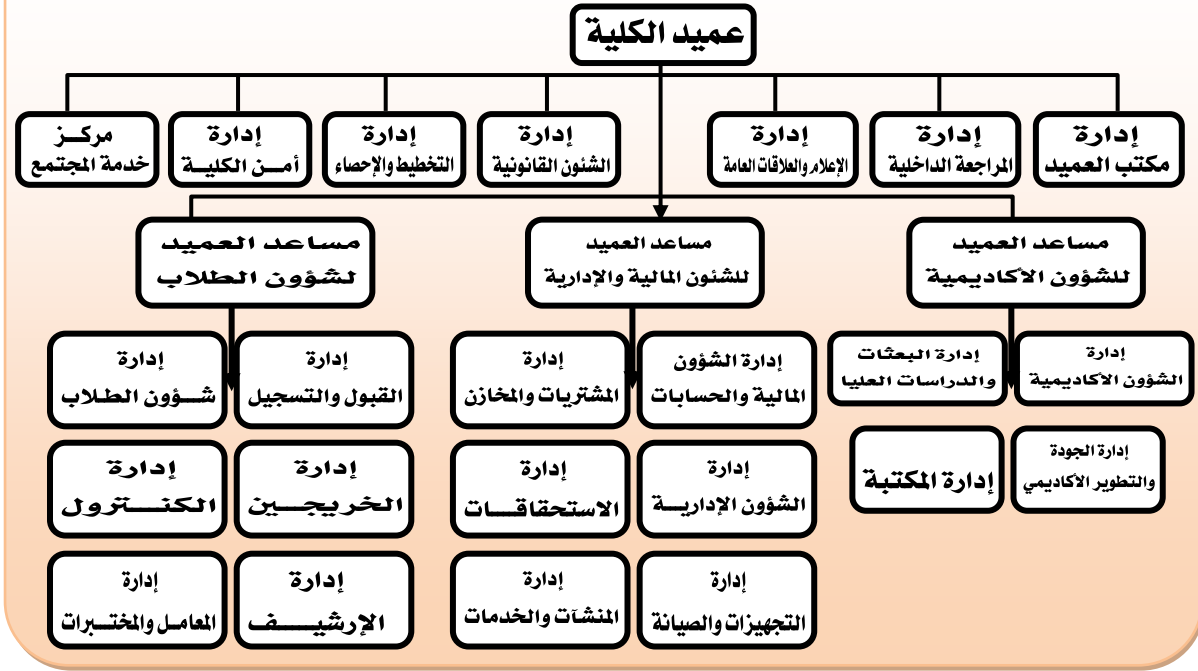 عميد الكلية
إدارة
مكتب العميد
إدارة
المراجعة الداخلية
إدارة
الإعلام والعلاقات العامة
إدارة
الشئون القانونية
إدارة
التخطيط والإحصاء
إدارة
أمن الكلية
مركز
خدمة المجتمع
مساعد العميد
للشؤون الأكاديمية
مساعد العميد
للشئون المالية والإدارية
مساعد العميد
لشؤون الطلاب
إدارة
الشؤون الأكاديمية
إدارة البعثات
والدراسات العليا
إدارة الجودة
والتطوير الأكاديمي
إدارة المكتبة
إدارة الشؤون
المالية والحسابات
إدارة
المشتريات والمخازن
إدارة
الشؤون الإدارية
إدارة
الاستحقاقات
إدارة
التجهيزات والصيانة
إدارة
المنشآت والخدمات
إدارة
القبول والتسجيل
إدارة
شؤون الطلاب
إدارة
الخريجين
إدارة
الكنترول
إدارة
الإرشيف
إدارة
المعامل والمختبرات